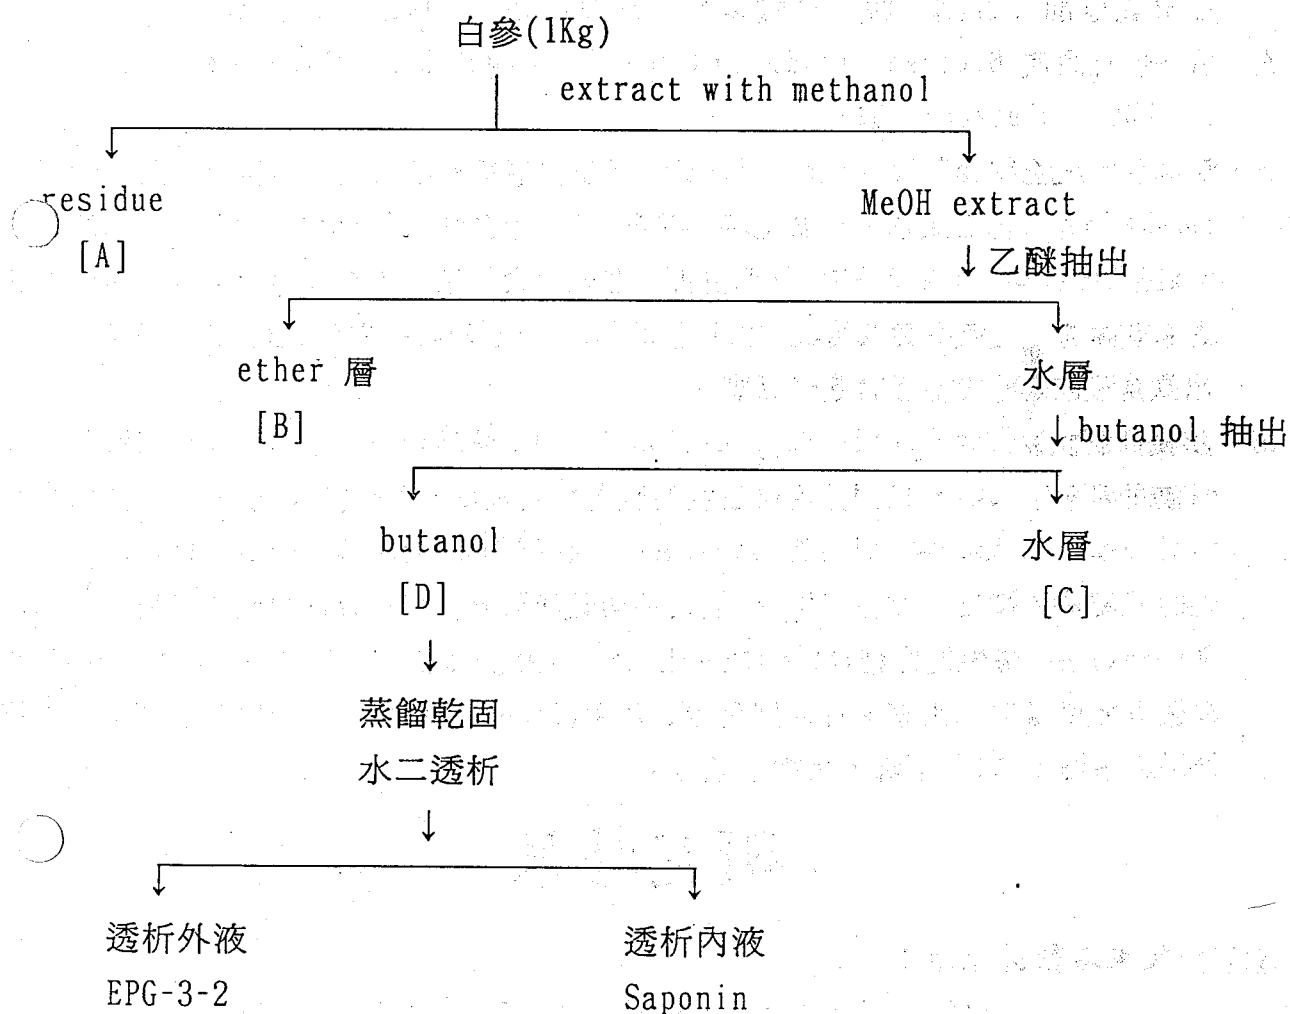 白參(1Kg)
extract with methanol
residue
MeOH extract
[A]
↓乙醚抽出
ether 層
水層
[B]
↓butanol 抽出
butanol
水層
[D]
[C]
↓
蒸餾乾固
水二透析
↓
透析外液
透析內液
EPG-3-2
Saponin